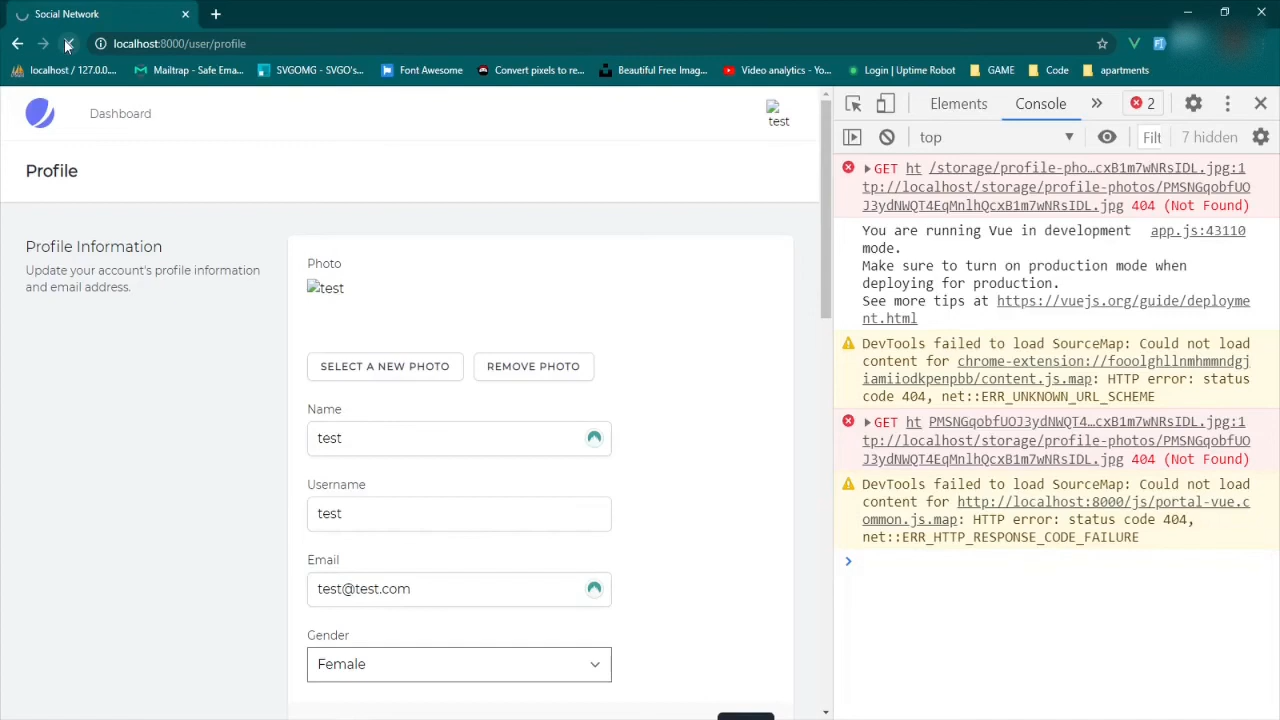 Social Network
localhost:8000/user/profile
localhost / 127.0.0....
Mailtrap - Safe Ema...
SVGOMG - SVGO's...
Font Awesome
Convert pixels to re...
Beautiful Free Imag...
Video analytics - Yo...
Login | Uptime Robot
GAME
Code
apartments
Dashboard
test
Profile
Profile Information
Update your account's profile information
and email address.
Photo
test
SELECT A NEW PHOTO
REMOVE PHOTO
Name
test
Username
test
Email
test@test.com
Gender
Female
Elements
Console
2
top
Filt
7 hidden
GET ht /storage/profile-pho…cxB1m7wNRsIDL.jpg:1
tp://localhost/storage/profile-photos/PMSNGqobfUO
J3ydNWQT4EqMnlhQcxB1m7wNRsIDL.jpg 404 (Not Found)
You are running Vue in development app.js:43110
mode.
Make sure to turn on production mode when
deploying for production.
See more tips at https://vuejs.org/guide/deployme
nt.html
DevTools failed to load SourceMap: Could not load
content for chrome-extension://fooolghllnmhmmndgj
iamiiodkpenpbb/content.js.map: HTTP error: status
code 404, net::ERR_UNKNOWN_URL_SCHEME
GET ht PMSNGqobfUOJ3ydNWQT4…cxB1m7wNRsIDL.jpg:1
tp://localhost/storage/profile-photos/PMSNGqobfUO
J3ydNWQT4EqMnlhQcxB1m7wNRsIDL.jpg 404 (Not Found)
DevTools failed to load SourceMap: Could not load
content for http://localhost:8000/js/portal-vue.c
ommon.js.map: HTTP error: status code 404,
net::ERR_HTTP_RESPONSE_CODE_FAILURE